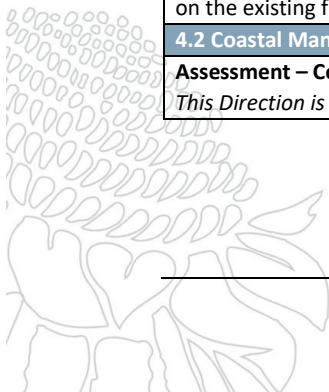 on the existing f
4.2 Coastal Man
Assessment – Co
This Direction is